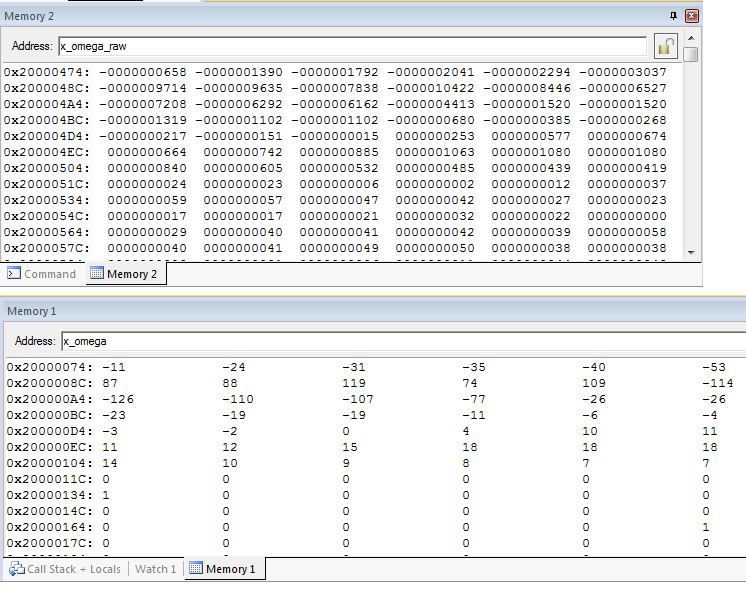 Memory 2
Address: x_omega_raw
0x20000474: -0000000658 -0000001390 -0000001792 -0000002041 -0000002294 -0000003037
0x2000048C: -0000009714 -0000009635 -0000007838 -0000010422 -0000008446 -0000006527
0x200004A4: -0000007208 -0000006292 -0000006162 -0000004413 -0000001520 -0000001520
0x200004BC: -0000001319 -0000001102 -0000001102 -0000000680 -0000000385 -0000000268
0x200004D4: -0000000217 -0000000151 -0000000015 0000000253 0000000577 0000000674
0x200004EC: 0000000664 0000000742 0000000885 0000001063 0000001080 0000001080
0x20000504: 0000000840 0000000605 0000000532 0000000485 0000000439 0000000419
0x2000051C: 0000000024 0000000023 0000000006 0000000002 0000000012 0000000037
0x20000534: 0000000059 0000000057 0000000047 0000000042 0000000027 0000000023
0x2000054C: 0000000017 0000000017 0000000021 0000000032 0000000022 0000000000
0x20000564: 0000000029 0000000040 0000000041 0000000042 0000000039 0000000058
0x2000057C: 0000000040 0000000041 0000000049 0000000050 0000000038 0000000038
Command Memory 2
Memory 1
Address: x_omega
0x20000074: -11 -24 -31 -35 -40 -53
0x2000008C: 87 88 119 74 109 -114
0x200000A4: -126 -110 -107 -77 -26 -26
0x200000BC: -23 -19 -19 -11 -6 -4
0x200000D4: -3 -2 0 4 10 11
0x200000EC: 11 12 15 18 18 18
0x20000104: 14 10 9 8 7 7
0x2000011C: 0 0 0 0 0 0
0x20000134: 1 0 0 0 0 0
0x2000014C: 0 0 0 0 0 0
0x20000164: 0 0 0 0 0 1
0x2000017C: 0 0 0 0 0 0
Call Stack + Locals Watch 1 Memory 1